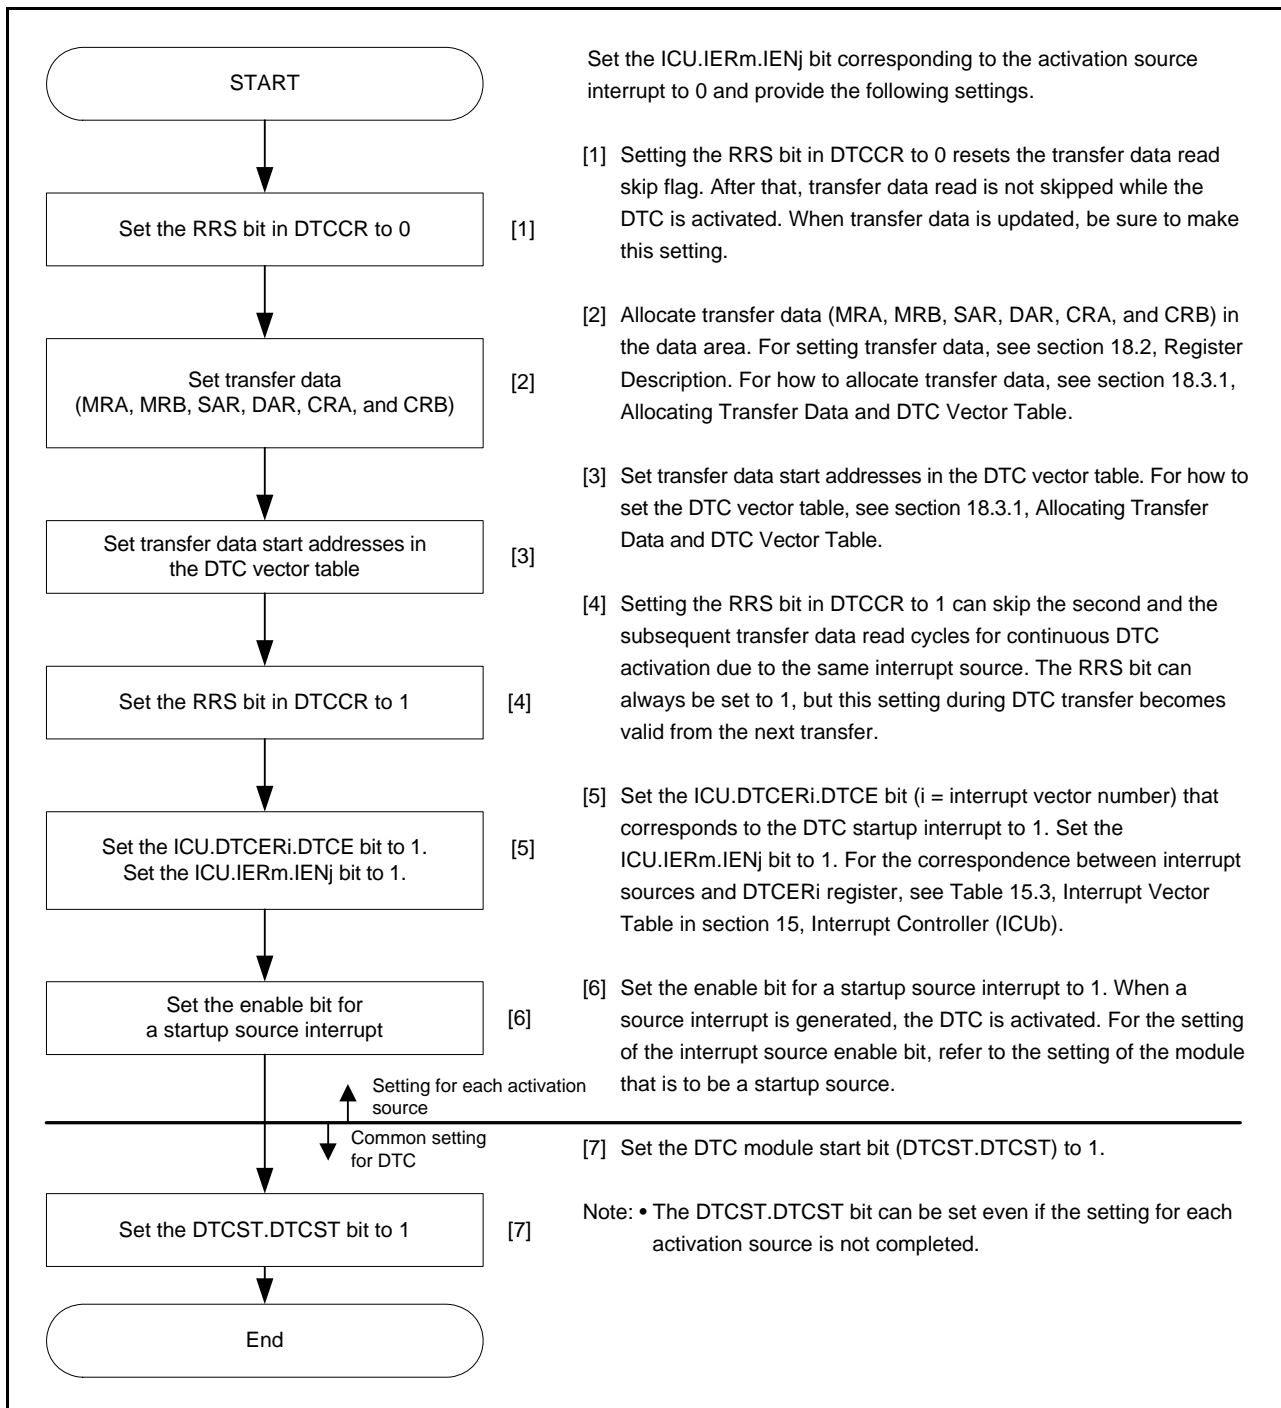 START
Set the RRS bit in DTCCR to 0
[1]
Set transfer data
(MRA, MRB, SAR, DAR, CRA, and CRB)
[2]
Set transfer data start addresses in
the DTC vector table
[3]
Set the RRS bit in DTCCR to 1
[4]
Set the ICU.DTCERi.DTCE bit to 1.
Set the ICU.IERm.IENj bit to 1.
[5]
Set the enable bit for
a startup source interrupt
[6]
Setting for each activation
source
Common setting
for DTC
Set the DTCST.DTCST bit to 1
[7]
End
Set the ICU.IERm.IENj bit corresponding to the activation source
interrupt to 0 and provide the following settings.
[1] Setting the RRS bit in DTCCR to 0 resets the transfer data read
skip flag. After that, transfer data read is not skipped while the
DTC is activated. When transfer data is updated, be sure to make
this setting.
[2] Allocate transfer data (MRA, MRB, SAR, DAR, CRA, and CRB) in
the data area. For setting transfer data, see section 18.2, Register
Description. For how to allocate transfer data, see section 18.3.1,
Allocating Transfer Data and DTC Vector Table.
[3] Set transfer data start addresses in the DTC vector table. For how to
set the DTC vector table, see section 18.3.1, Allocating Transfer
Data and DTC Vector Table.
[4] Setting the RRS bit in DTCCR to 1 can skip the second and the
subsequent transfer data read cycles for continuous DTC
activation due to the same interrupt source. The RRS bit can
always be set to 1, but this setting during DTC transfer becomes
valid from the next transfer.
[5] Set the ICU.DTCERi.DTCE bit (i = interrupt vector number) that
corresponds to the DTC startup interrupt to 1. Set the
ICU.IERm.IENj bit to 1. For the correspondence between interrupt
sources and DTCERi register, see Table 15.3, Interrupt Vector
Table in section 15, Interrupt Controller (ICUb).
[6] Set the enable bit for a startup source interrupt to 1. When a
source interrupt is generated, the DTC is activated. For the setting
of the interrupt source enable bit, refer to the setting of the module
that is to be a startup source.
[7] Set the DTC module start bit (DTCST.DTCST) to 1.
Note: • The DTCST.DTCST bit can be set even if the setting for each
activation source is not completed.